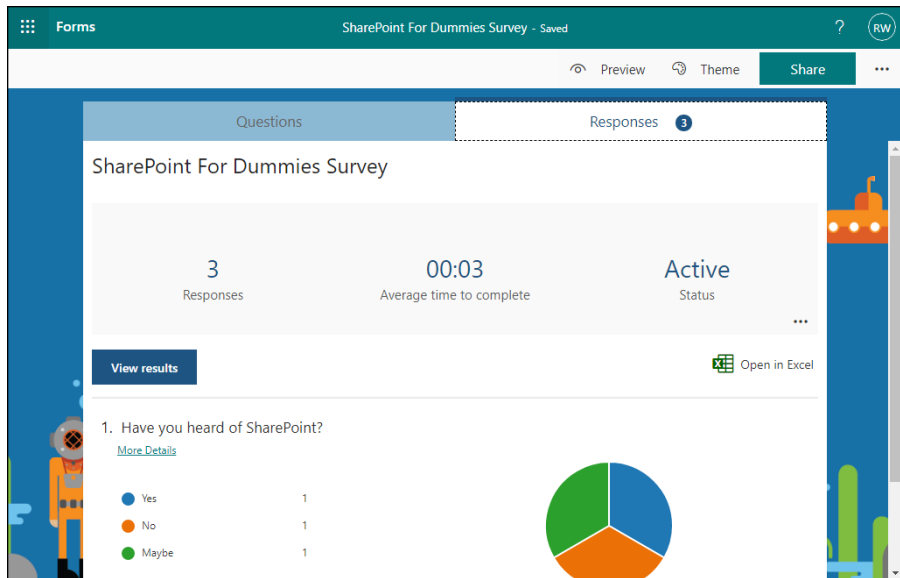 Forms SharePoint For Dummies Survey - Saved ? RW
Preview Theme Share ...
Questions Responses 3
SharePoint For Dummies Survey
3 00:03 Active
Responses Average time to complete Status
...
View results Open in Excel
1. Have you heard of SharePoint?
More Details
Yes 1
No 1
Maybe 1